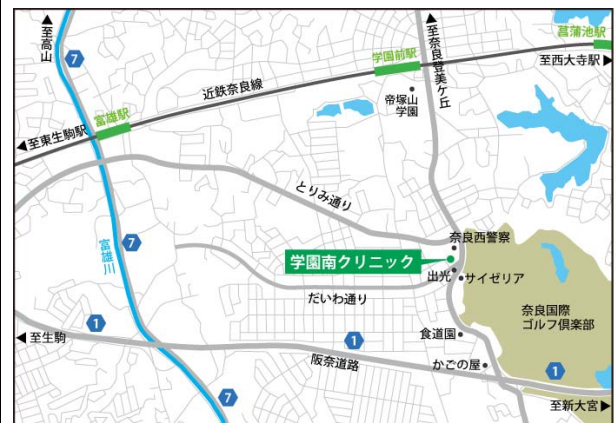 ▲至高山
7
▲至奈良登美ケ丘
菖蒲池駅
至西大寺駅▶
学園前駅
近鉄奈良線
帝塚山
学園
富雄駅
◀至東生駒駅
とりみ通り
奈良西警察
富雄川
7
学園南クリニック
出光
サイゼリア
だいわ通り
奈良国際
ゴルフ倶楽部
1
◀至生駒
1
食道園
阪奈道路
かごの屋
1
7
至新大宮▶